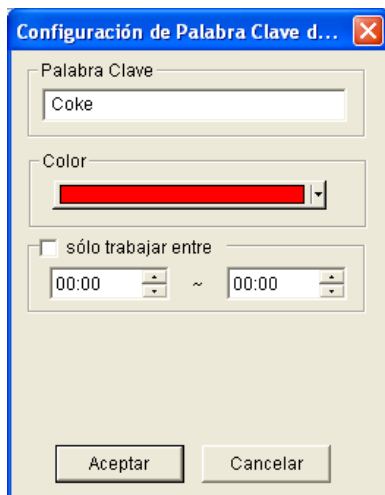 Configuración de Palabra Clave d...
Palabra Clave
Coke
Color
sólo trabajar entre
00:00 ~ 00:00
Aceptar Cancelar